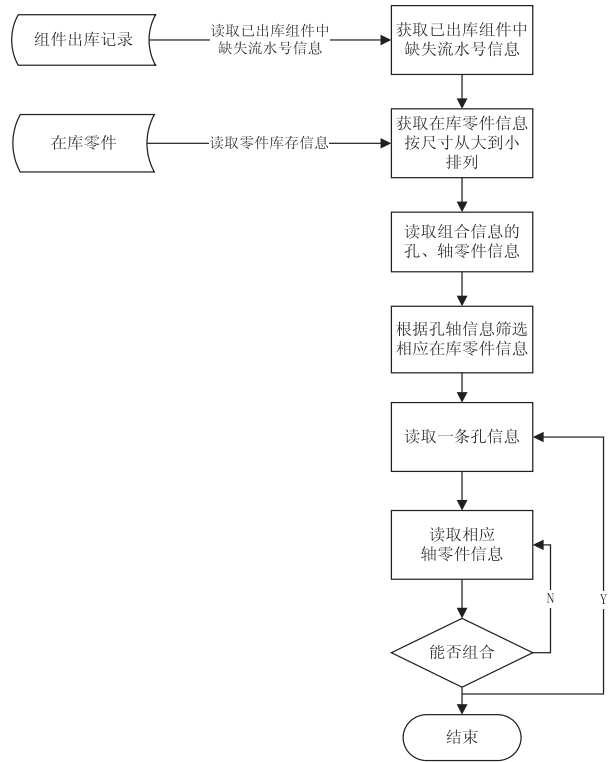 组件出库记录
读取已出库组件中
缺失流水号信息
获取已出库组件中
缺失流水号信息
在库零件
读取零件库存信息
获取在库零件信息
按尺寸从大到小
排列
读取组合信息的
孔、轴零件信息
根据孔轴信息筛选
相应在库零件信息
读取一条孔信息
读取相应
轴零件信息
N
Y
能否组合
结束